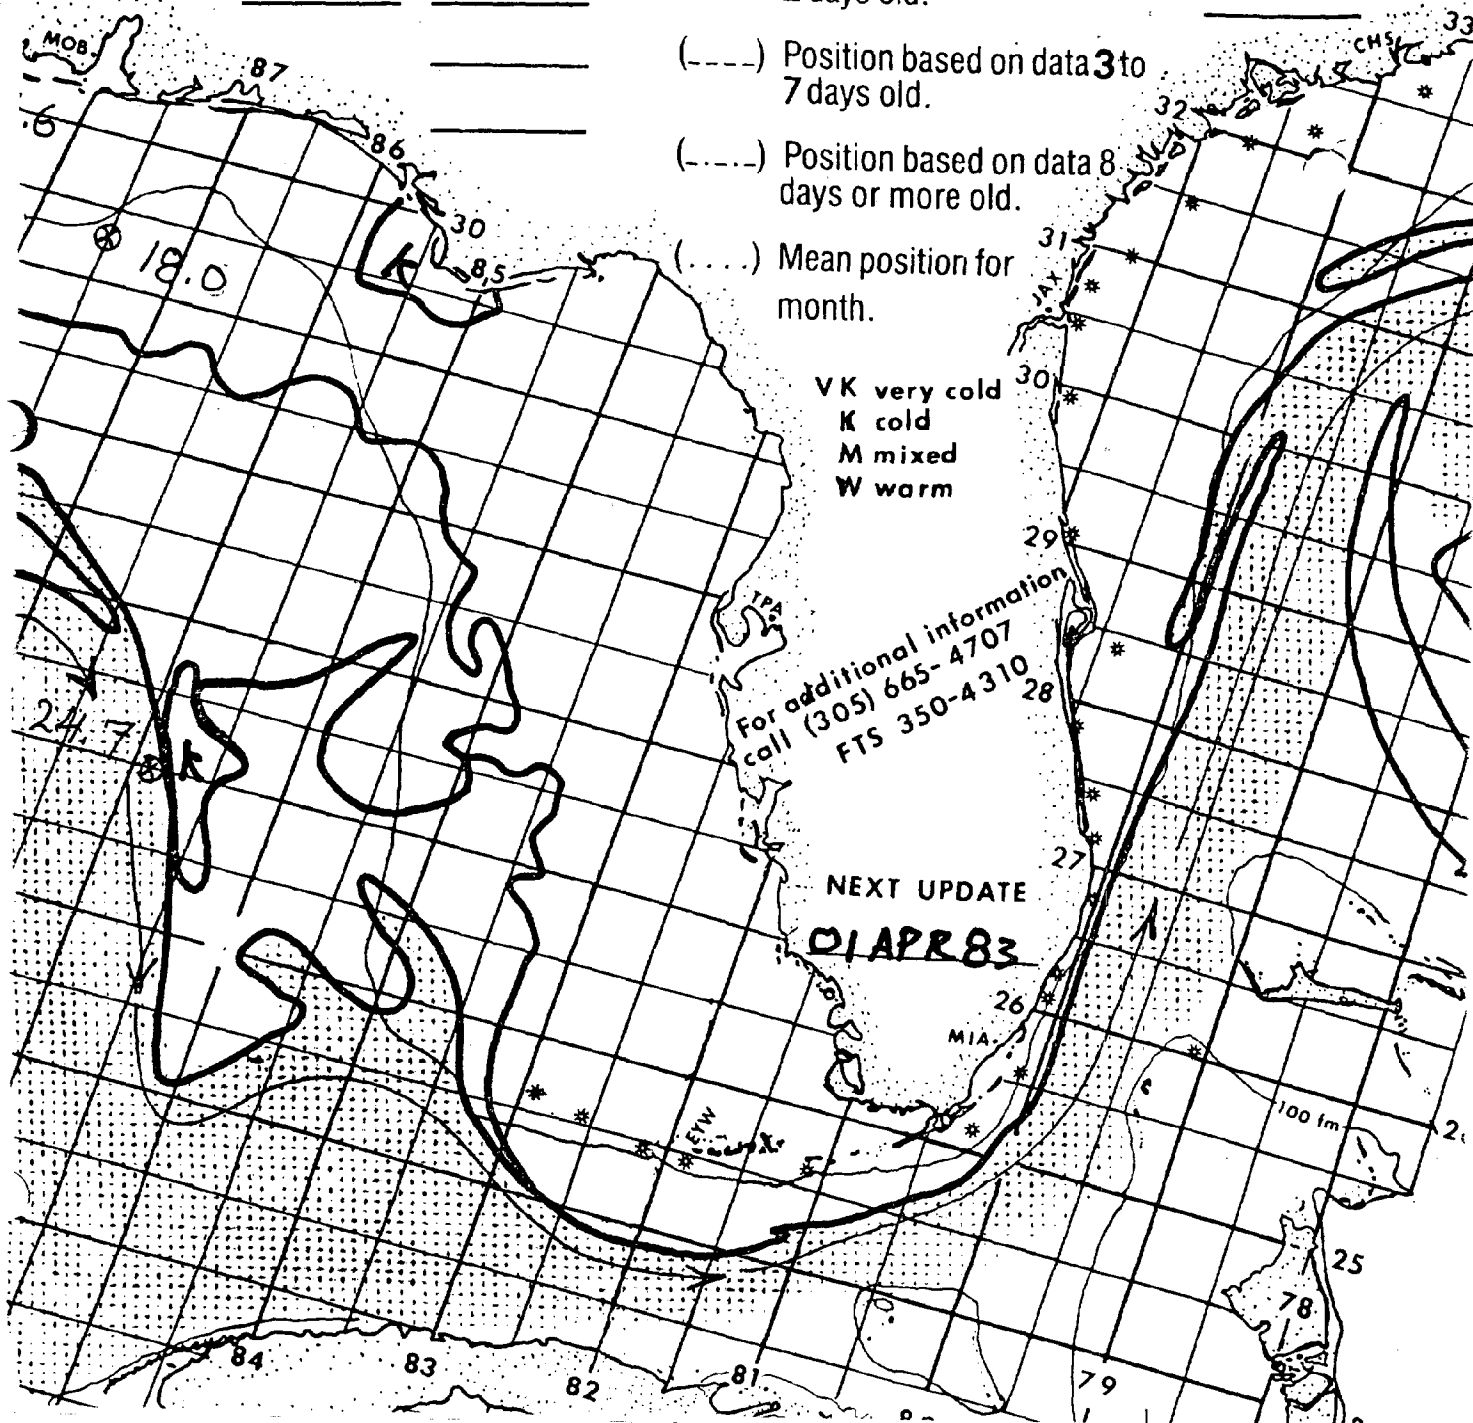 days old.
(----) Position based on data 3 to
7 days old.
(-.-.-) Position based on data 8
days or more old.
(....) Mean position for
month.
VK very cold
K cold
M mixed
W warm
For additional information
call (305) 665-4707
FTS 350-4310
NEXT UPDATE
01 APR 83
MOB
87
86
30
85
.6
18.0
K
24.7
K
TPA
CHS
33
32
31
JAX
30
29
28
27
26
MIA
EYW
100 fm
25
78
84
83
82
81
79